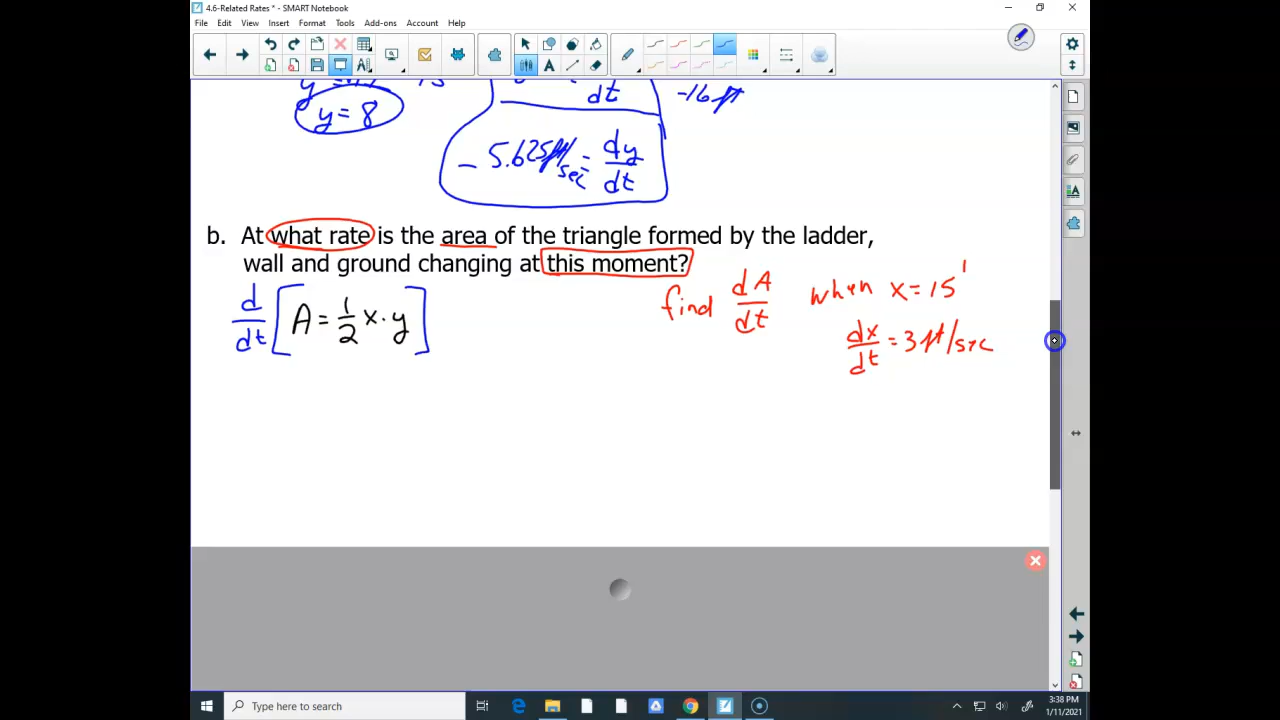 4.6-Related Rates * - SMART Notebook
File Edit View Insert Format Tools Add-ons Account Help
dt
-16 ft
y = 8
- 5.625 ft/sec = dy/dt
b. At what rate is the area of the triangle formed by the ladder,
wall and ground changing at this moment?
find dA/dt when x = 15'
d/dt [A = 1/2 x · y]
dx/dt = 3 ft/sec
Type here to search
3:38 PM
1/11/2021